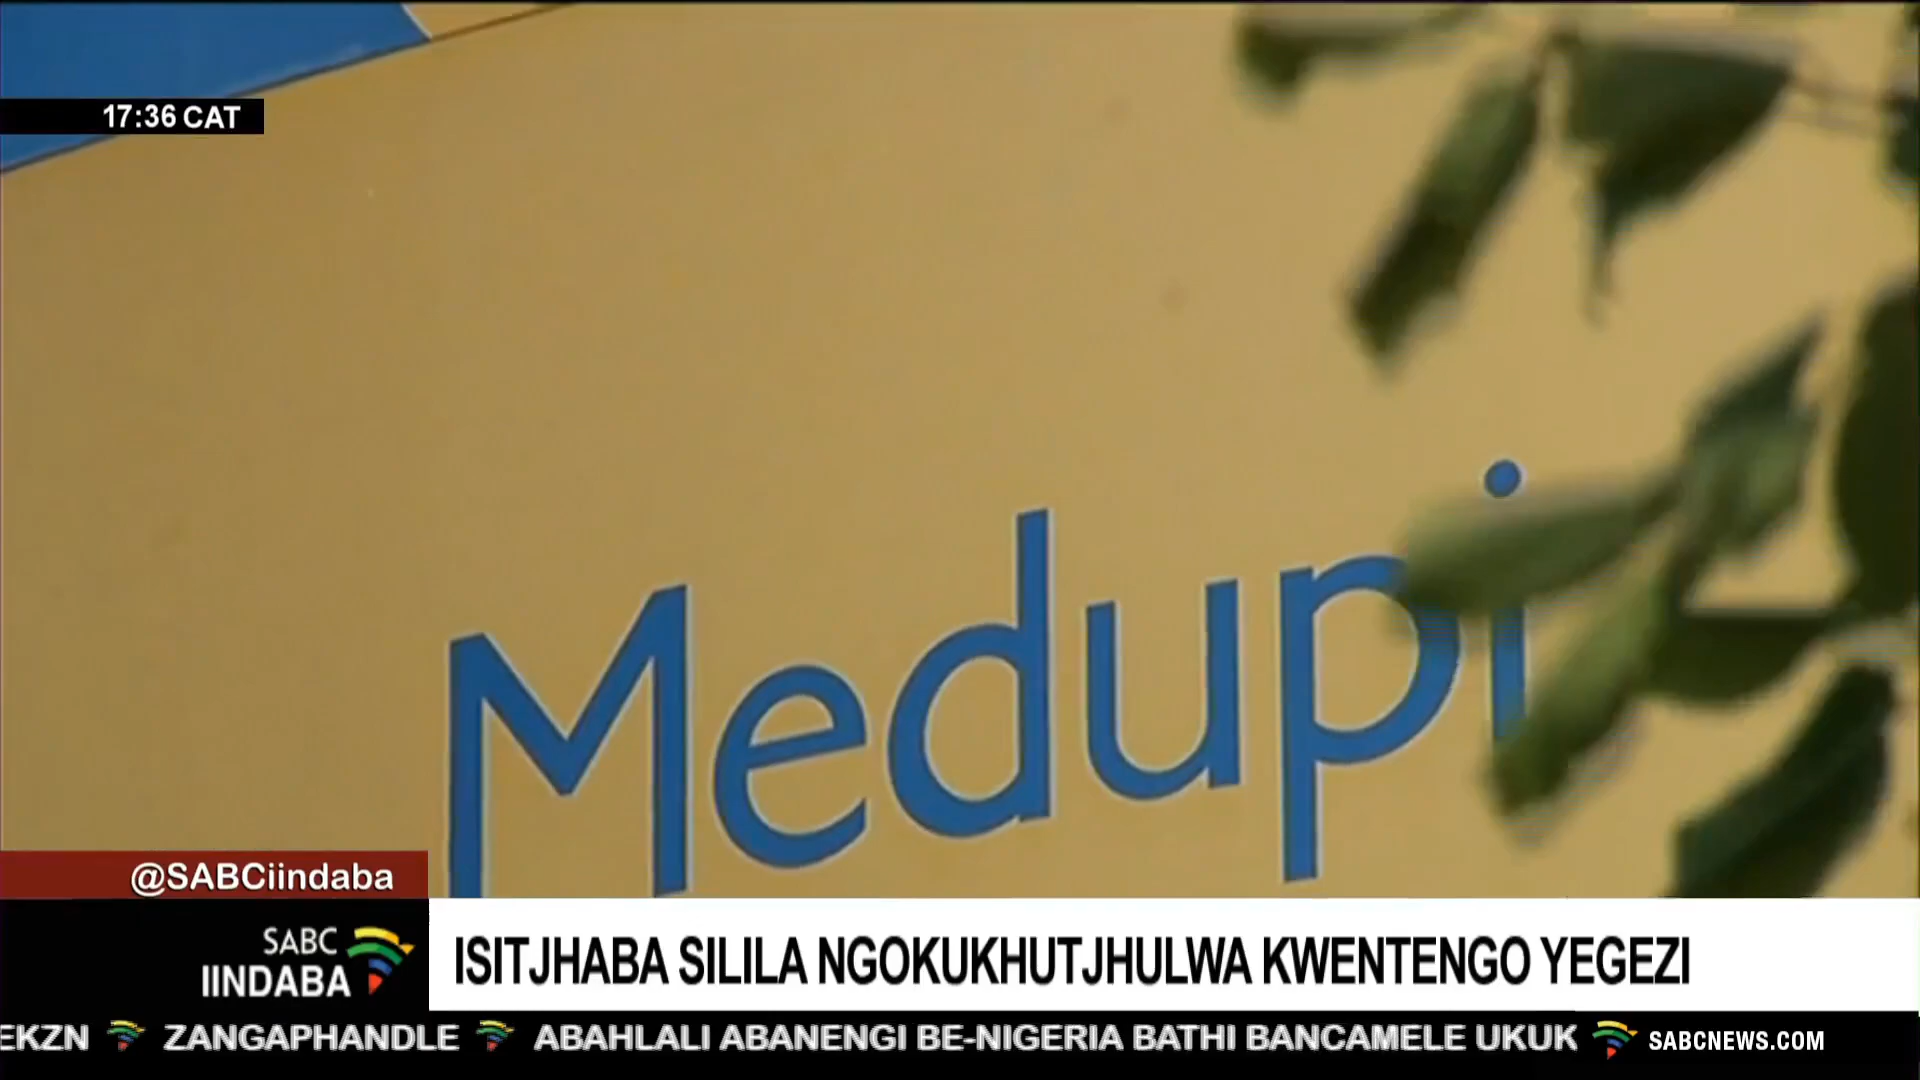 17:36 CAT
Medupi
@SABCiindaba
SABC
IINDABA
ISITJHABA SILILA NGOKUKHUTJHULWA KWENTENGO YEGEZI
EKZN ZANGAPHANDLE ABAHLALI ABANENGI BE-NIGERIA BATHI BANCAMELE UKUK
SABCNEWS.COM